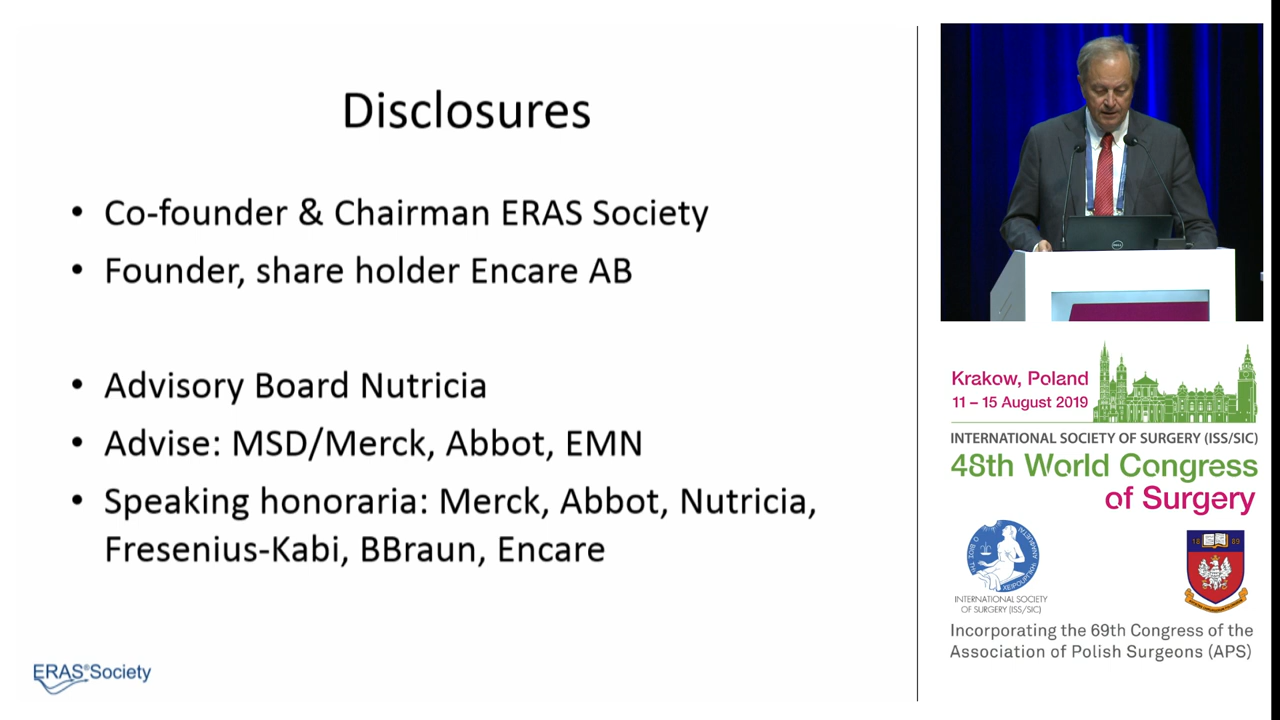 Disclosures
• Co-founder & Chairman ERAS Society
• Founder, share holder Encare AB
• Advisory Board Nutricia
• Advise: MSD/Merck, Abbot, EMN
• Speaking honoraria: Merck, Abbot, Nutricia,
Fresenius-Kabi, BBraun, Encare
ERAS®Society
DELL
Krakow, Poland
11 – 15 August 2019
INTERNATIONAL SOCIETY OF SURGERY (ISS/SIC)
48th World Congress
of Surgery
INTERNATIONAL SOCIETY
OF SURGERY (ISS/SIC)
18 89
Incorporating the 69th Congress of the
Association of Polish Surgeons (APS)